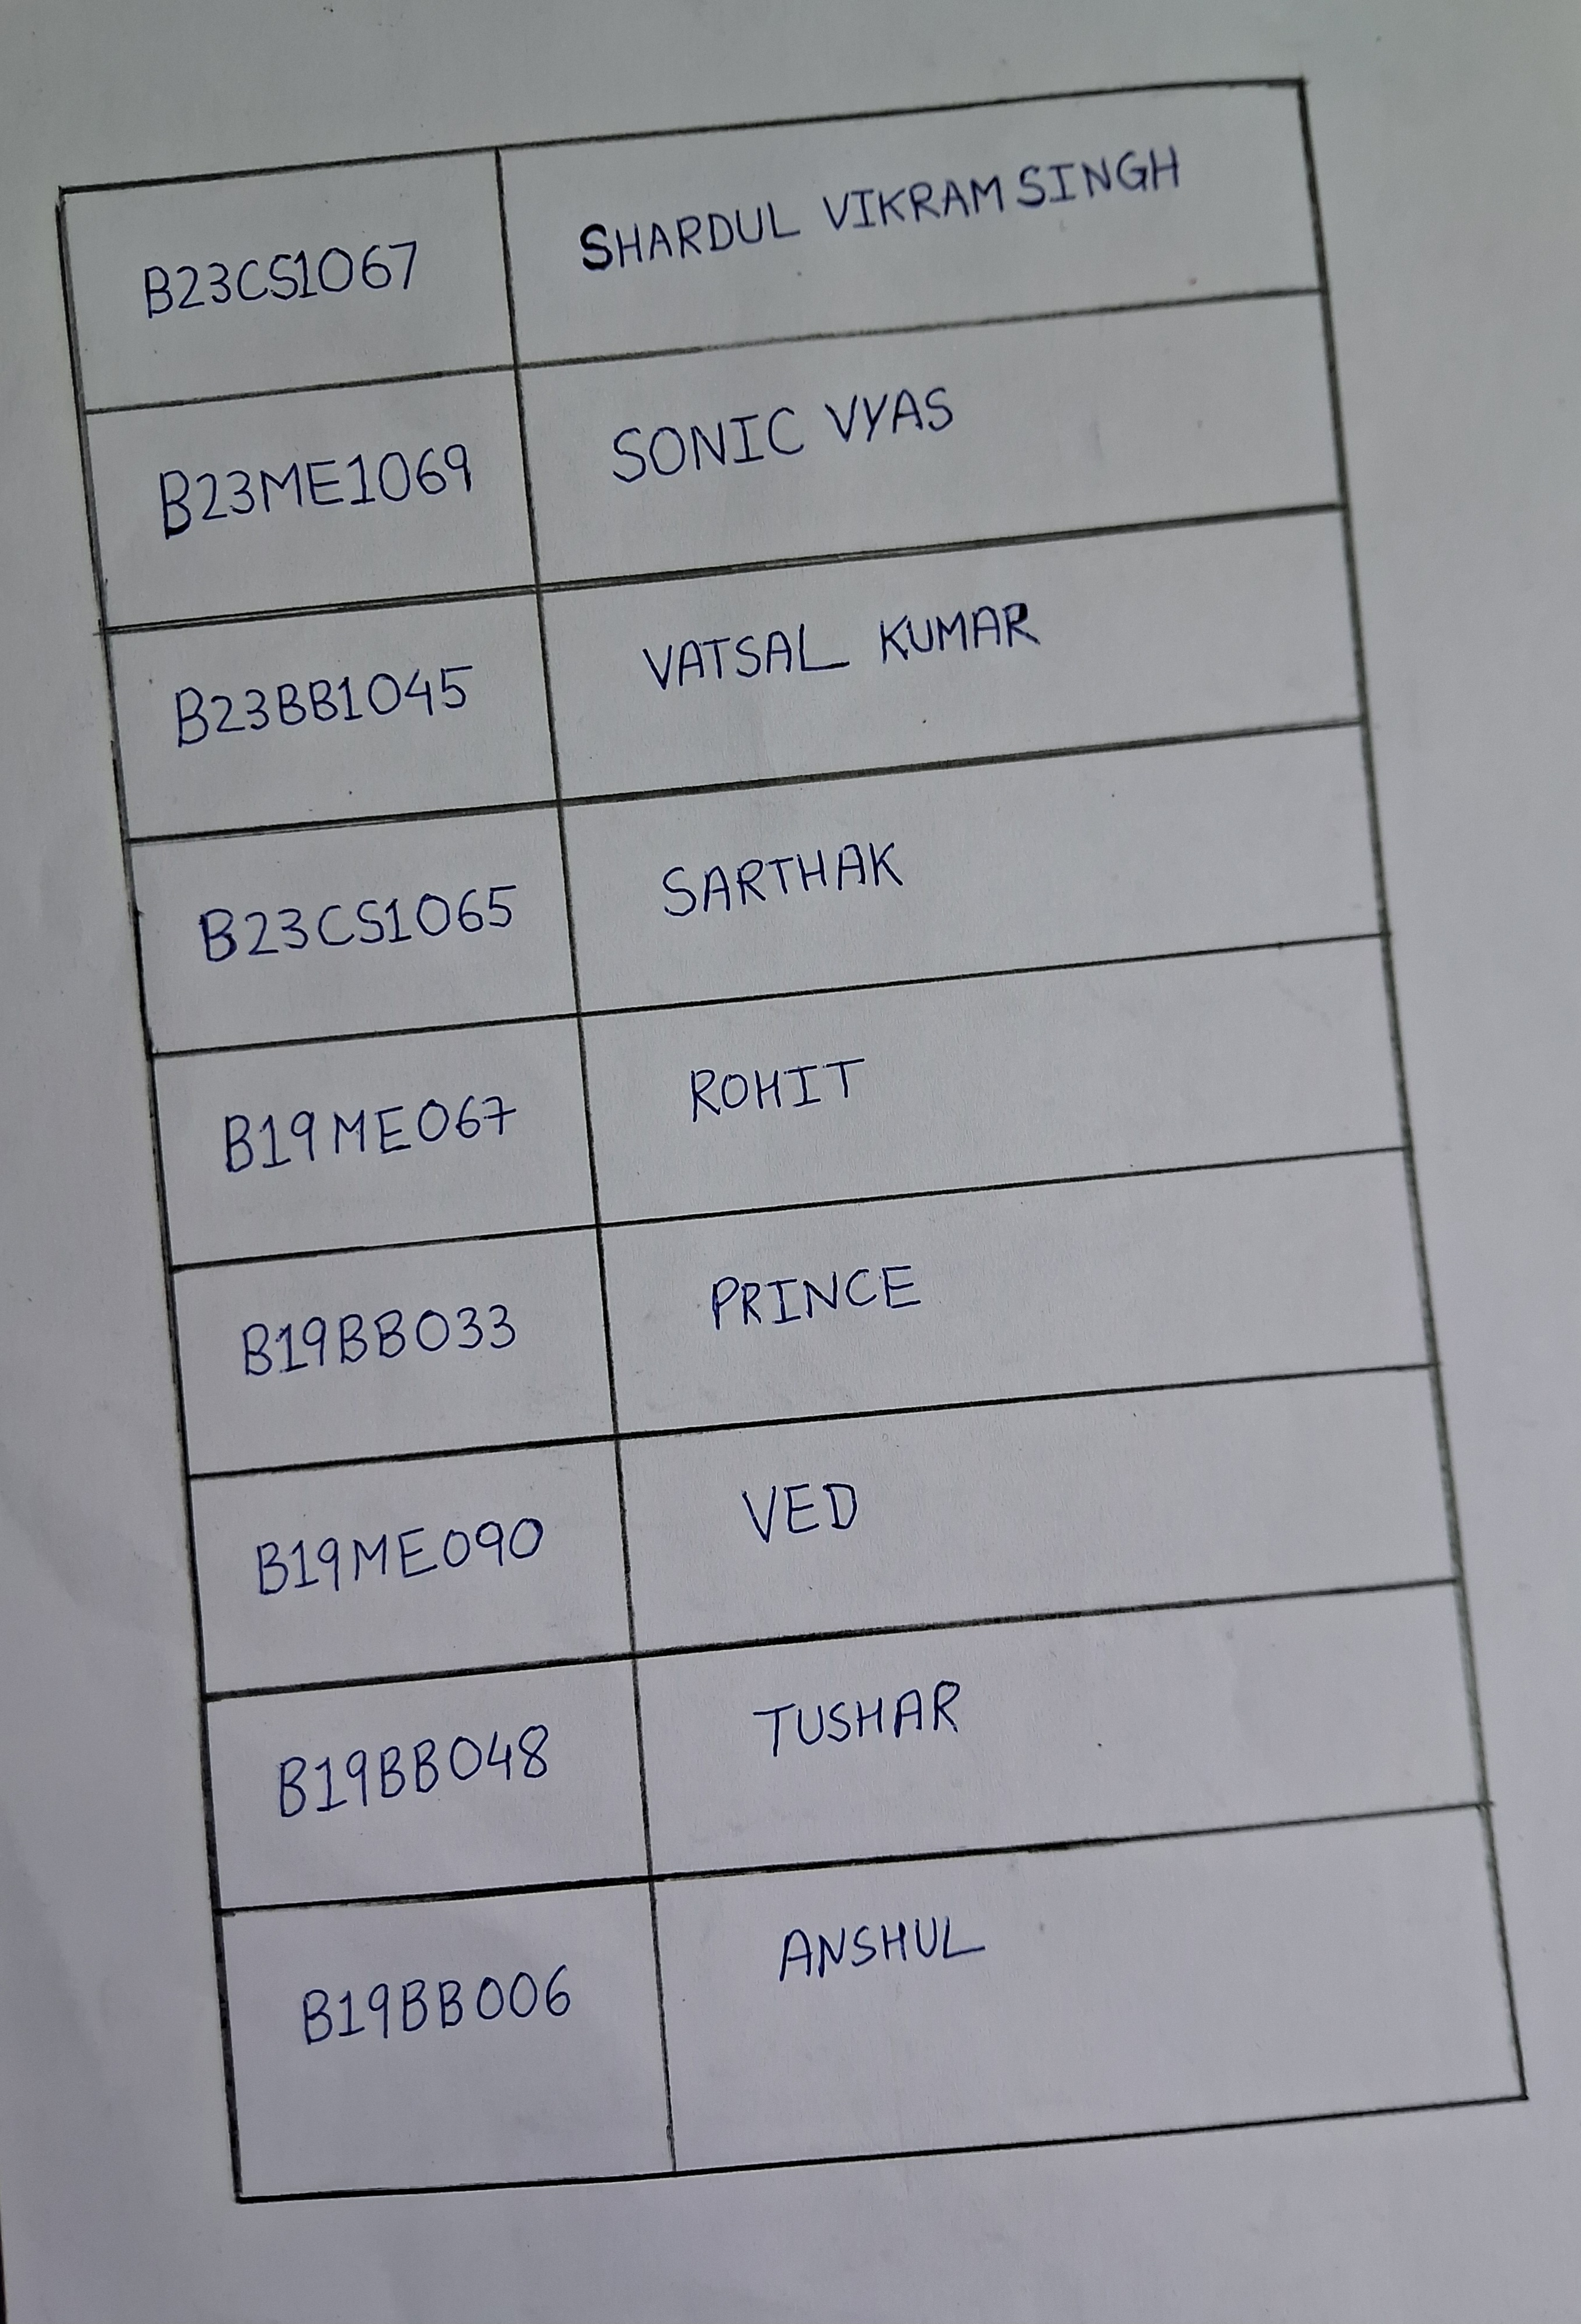 B23CS1067 SHARDUL VIKRAM SINGH
B23ME1069 SONIC VYAS
B23BB1045 VATSAL KUMAR
B23CS1065 SARTHAK
B19ME067 ROHIT
B19BB033 PRINCE
B19ME090 VED
B19BB048 TUSHAR
B19BB006 ANSHUL